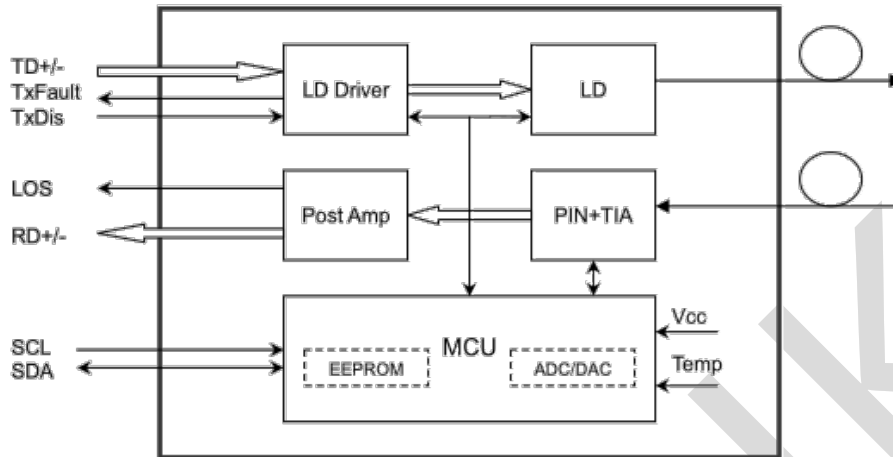 TD+/-
TxFault
TxDis
LD Driver
LD
LOS
RD+/-
Post Amp
PIN+TIA
SCL
SDA
MCU
EEPROM
ADC/DAC
Vcc
Temp